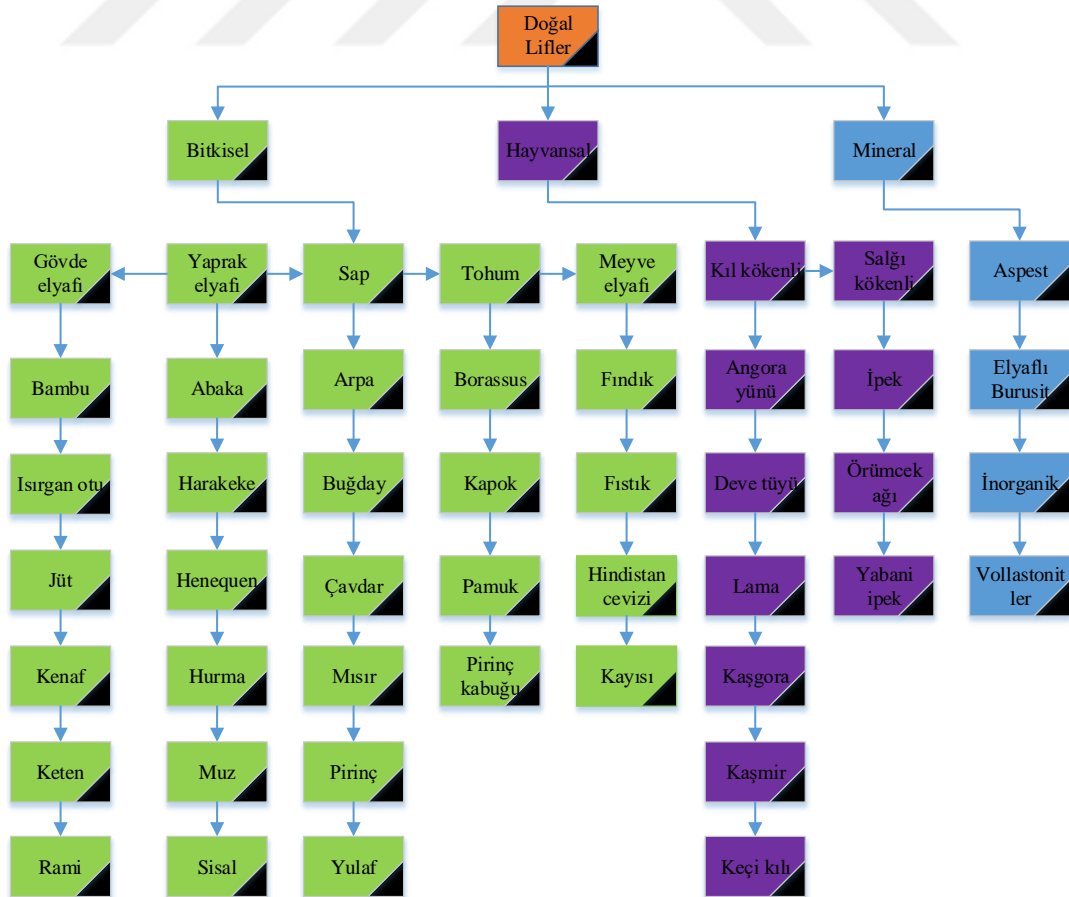 Doğal
Lifler
Bitkisel
Hayvansal
Mineral
Gövde
elyafi
Yaprak
elyafı
Sap
Tohum
Meyve
elyafı
Kıl kökenli
Salğı
kökenli
Aspest
Bambu
Abaka
Arpa
Borassus
Fındık
Angora
yünü
İpek
Elyaflı
Burusit
Isırgan otu
Harakeke
Buğday
Kapok
Fıstık
Deve tüyü
Örümcek
ağı
İnorganik
Jüt
Henequen
Çavdar
Pamuk
Hindistan
cevizi
Lama
Yabani
ipek
Vollastonit
ler
Kenaf
Hurma
Mısır
Pirinç
kabuğu
Kayısı
Kaşgora
Keten
Muz
Pirinç
Kaşmir
Rami
Sisal
Yulaf
Keçi kılı